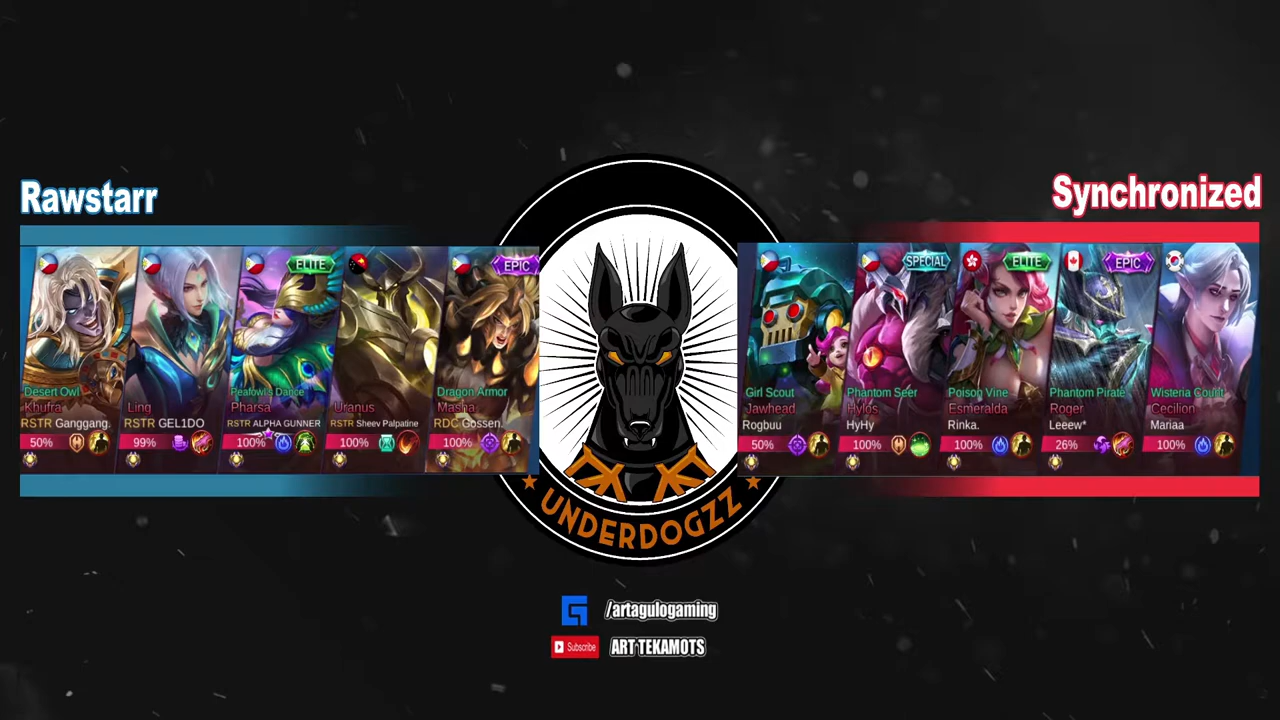 Rawstarr
Synchronized
ELITE
EPIC
SPECIAL
ELITE
EPIC
Desert Owl
Khufra
RSTR Ganggang.
50%
Ling
RSTR GEL1DO
99%
Peafowl's Dance
Pharsa
RSTR ALPHA GUNNER
100%
Uranus
RSTR Sheev Palpatine
100%
Dragon Armor
Masha
RDC Gossen.
100%
Girl Scout
Jawhead
Rogbuu
50%
Phantom Seer
Hylos
HyHy
100%
Poison Vine
Esmeralda
Rinka.
100%
Phantom Pirate
Roger
Leeew*
26%
Wisteria Count
Cecilion
Mariaa
100%
UNDERDOGZZ
/artagulogaming
Subscribe
ART TEKAMOTS